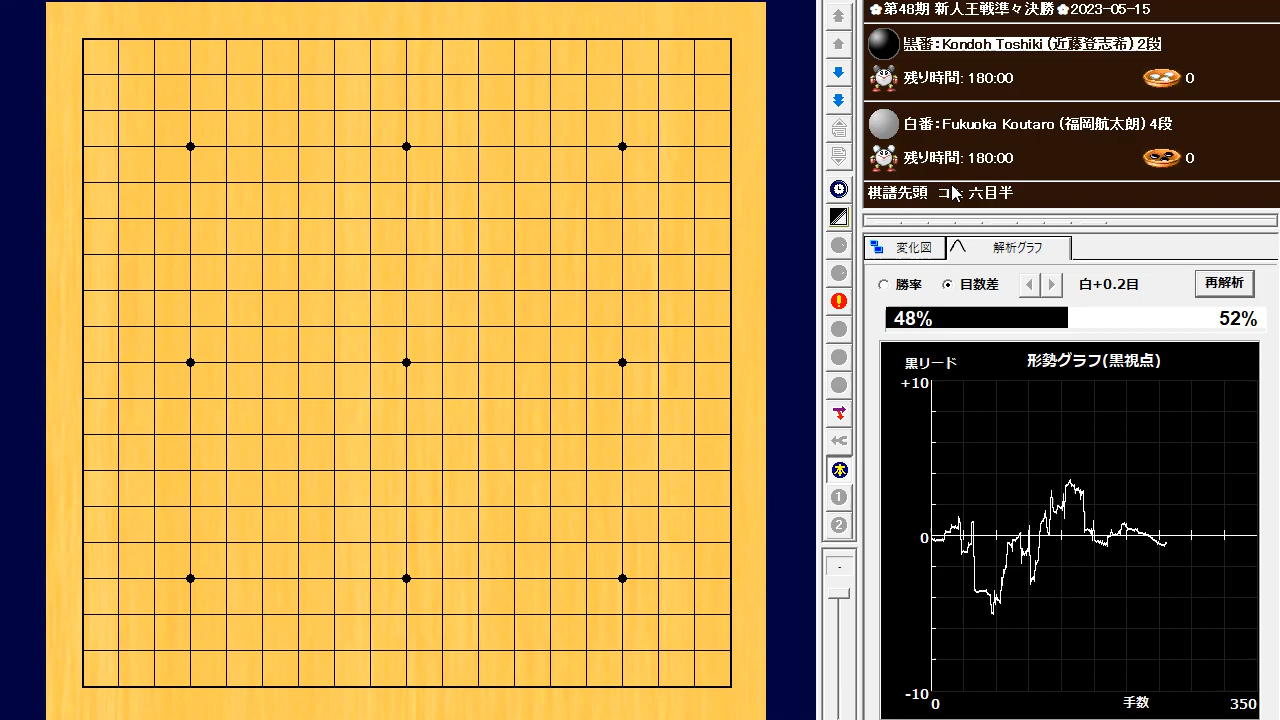 第48期 新人王戦準々決勝 2023-05-15
黒番:Kondoh Toshiki (近藤登志希) 2段
残り時間: 180:00 0
白番:Fukuoka Koutaro (福岡航太朗) 4段
残り時間: 180:00 0
棋譜先頭 コミ 六目半
変化図 解析グラフ
勝率 目数差 白+0.2目 再解析
48% 52%
黒リード 形勢グラフ(黒視点)
+10
0
-10
0 手数 350
1
2